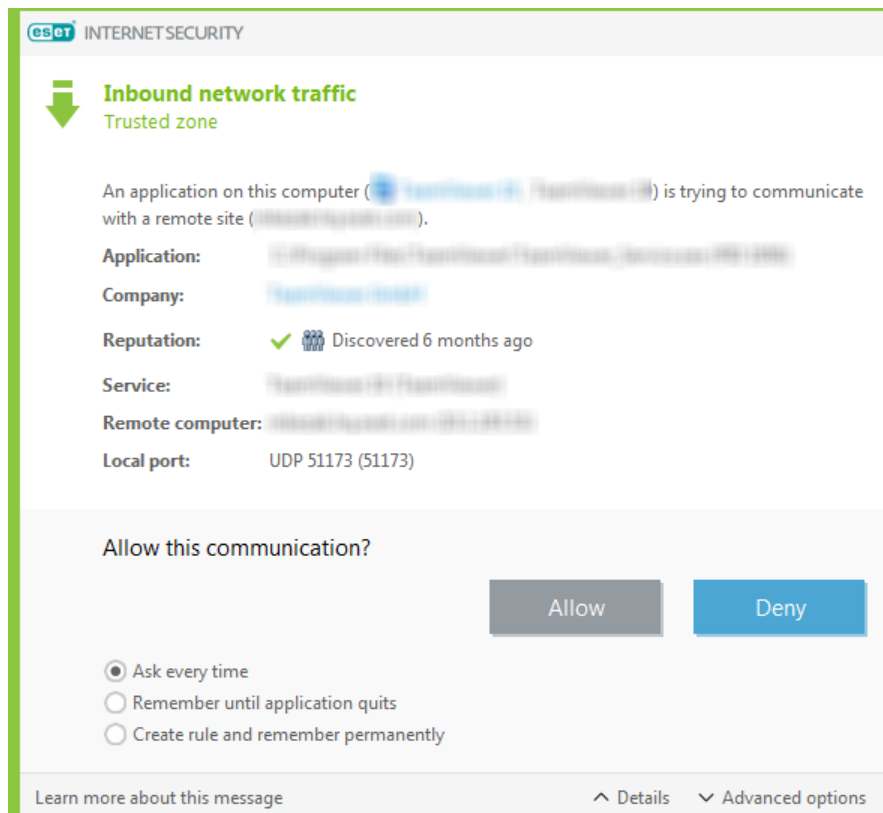 eset INTERNET SECURITY
Inbound network traffic
Trusted zone
An application on this computer ( ) is trying to communicate
with a remote site ( ).
Application:
Company:
Reputation: Discovered 6 months ago
Service:
Remote computer:
Local port: UDP 51173 (51173)
Allow this communication?
Allow Deny
Ask every time
Remember until application quits
Create rule and remember permanently
Learn more about this message Details Advanced options